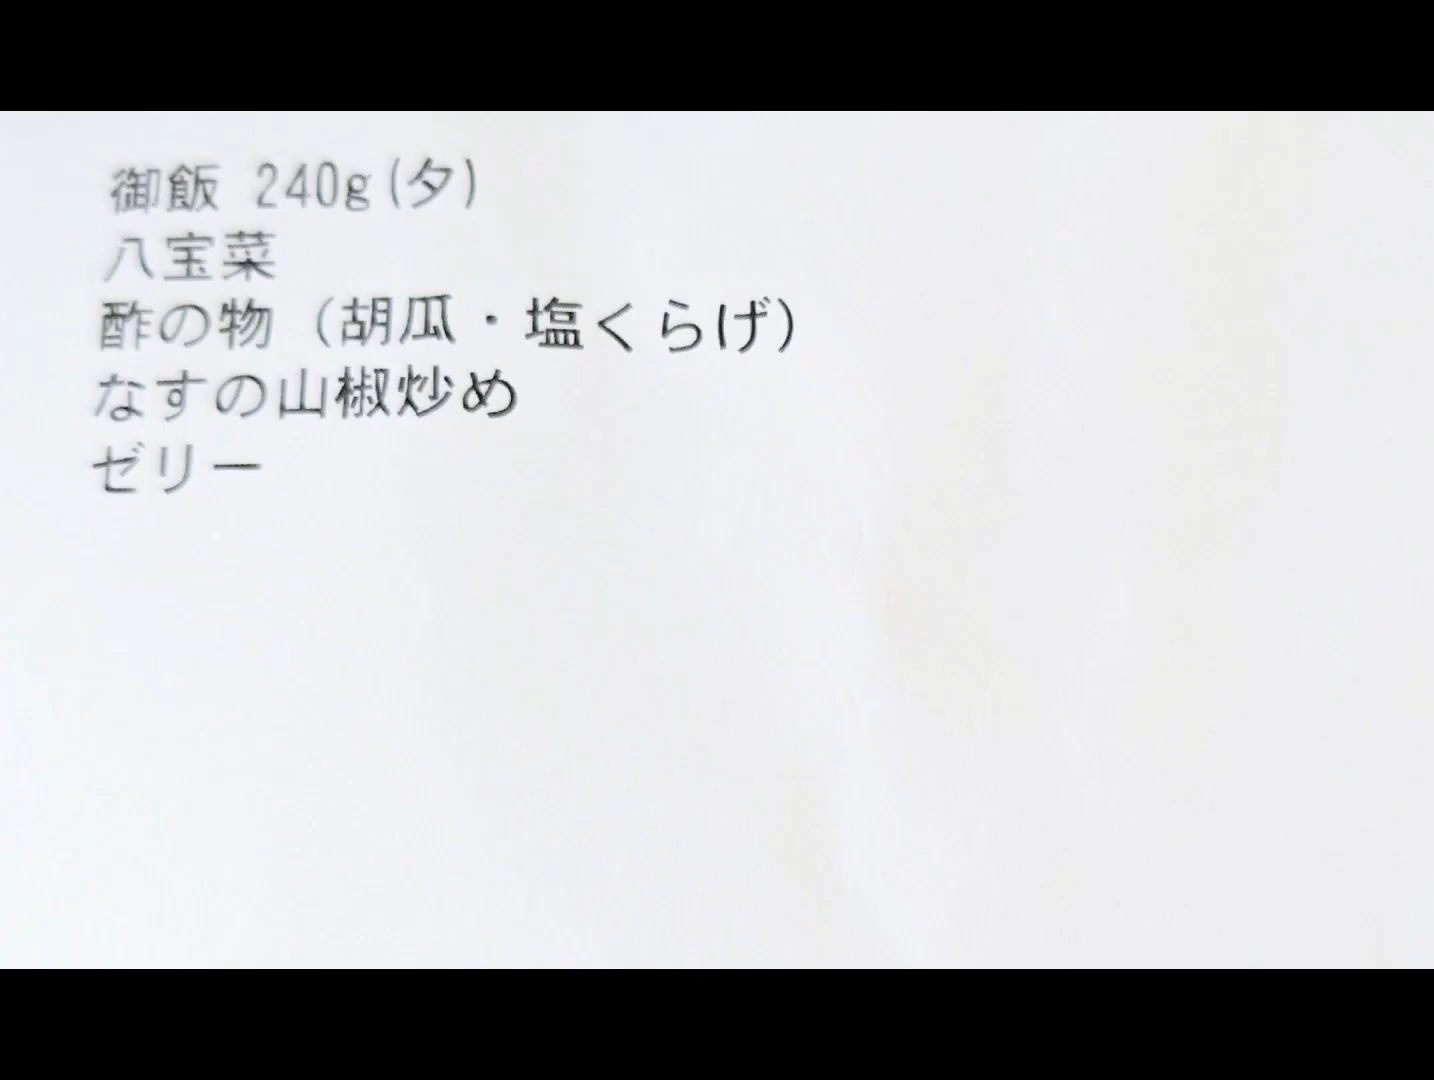 御飯 240g(夕)
八宝菜
酢の物（胡瓜・塩くらげ）
なすの山椒炒め
ゼリー